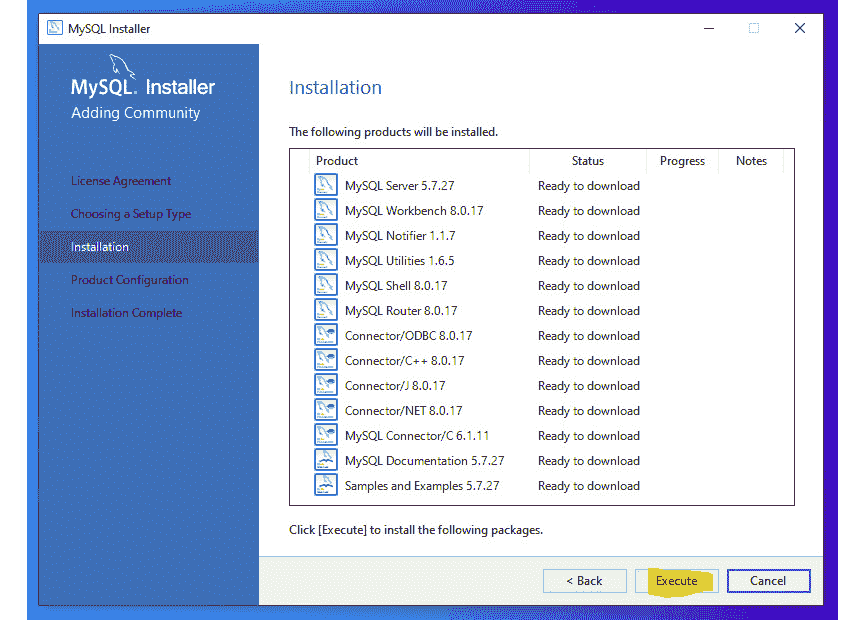 MySQL Installer
MySQL. Installer
Adding Community
License Agreement
Choosing a Setup Type
Installation
Product Configuration
Installation Complete
Installation
The following products will be installed.
Product Status Progress Notes
MySQL Server 5.7.27 Ready to download
MySQL Workbench 8.0.17 Ready to download
MySQL Notifier 1.1.7 Ready to download
MySQL Utilities 1.6.5 Ready to download
MySQL Shell 8.0.17 Ready to download
MySQL Router 8.0.17 Ready to download
Connector/ODBC 8.0.17 Ready to download
Connector/C++ 8.0.17 Ready to download
Connector/J 8.0.17 Ready to download
Connector/NET 8.0.17 Ready to download
MySQL Connector/C 6.1.11 Ready to download
MySQL Documentation 5.7.27 Ready to download
Samples and Examples 5.7.27 Ready to download
Click [Execute] to install the following packages.
< Back Execute Cancel